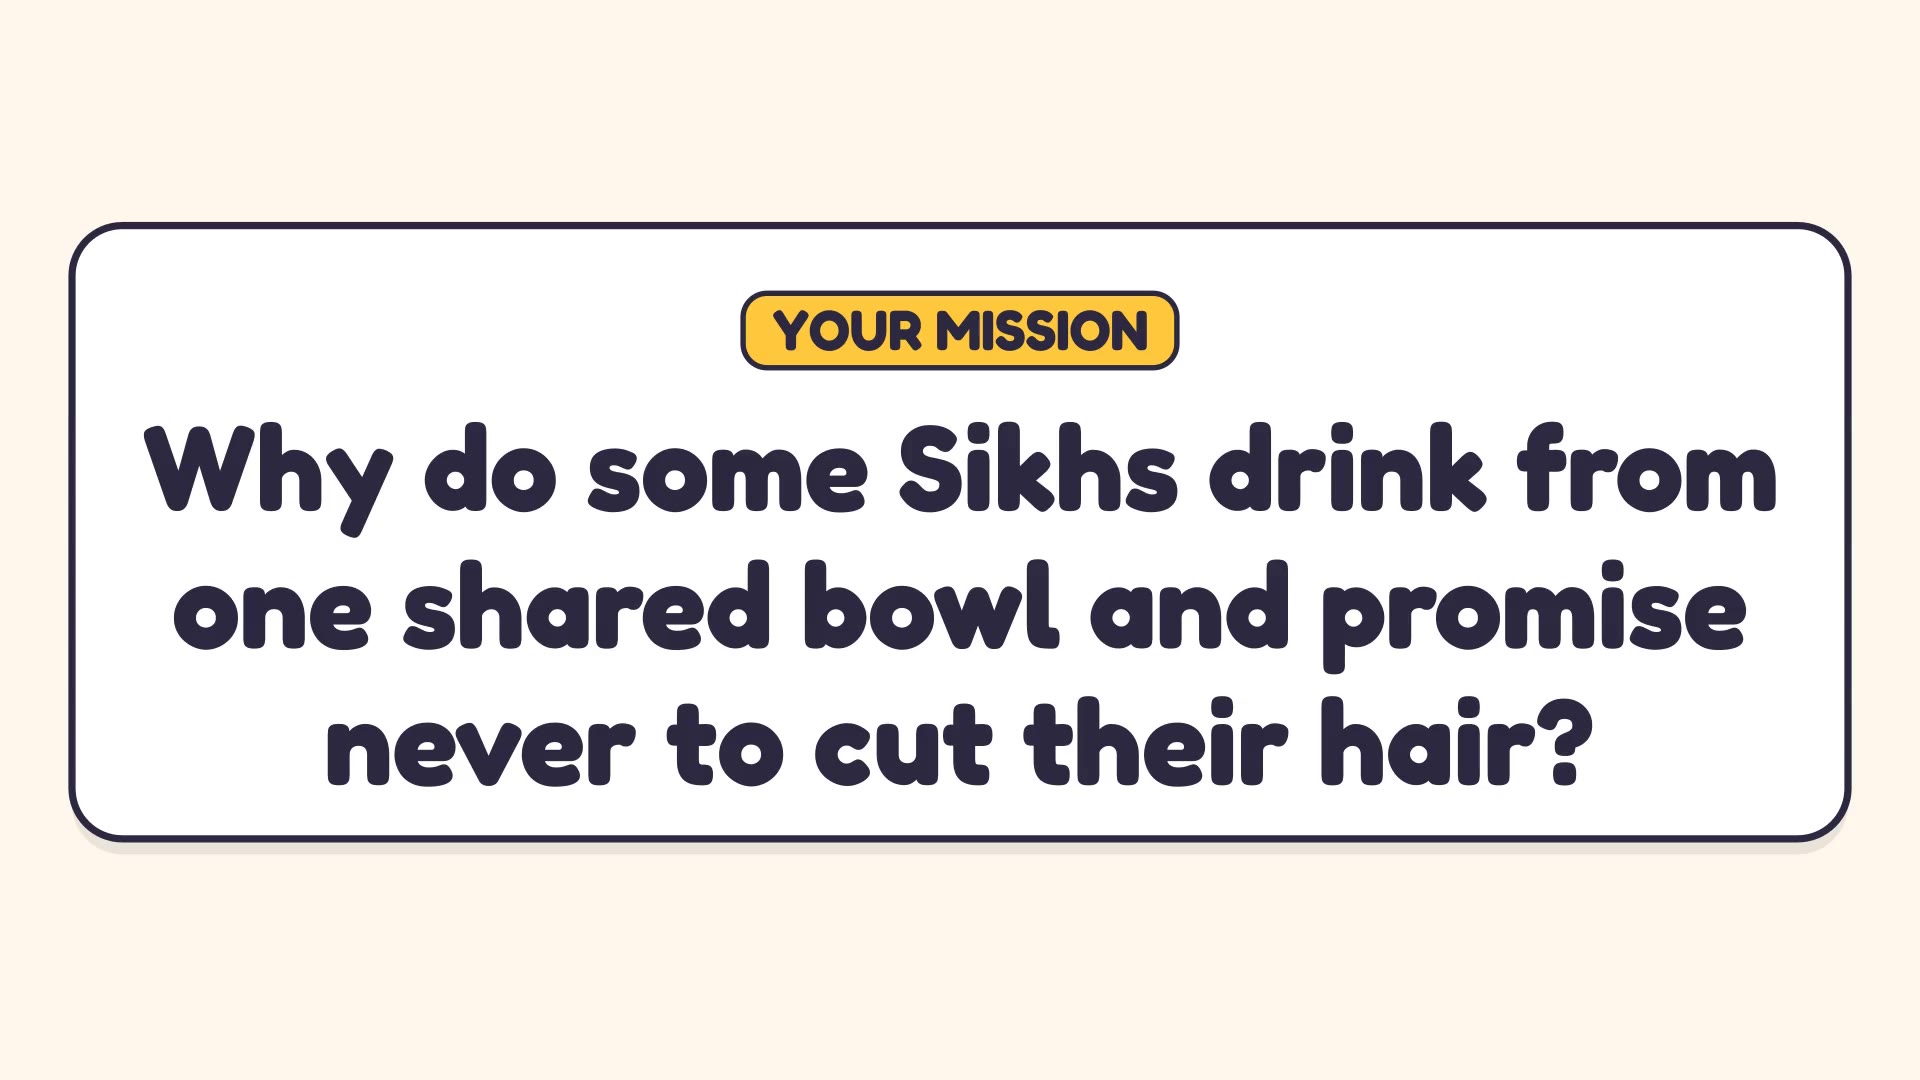 YOUR MISSION
Why do some Sikhs drink from
one shared bowl and promise
never to cut their hair?